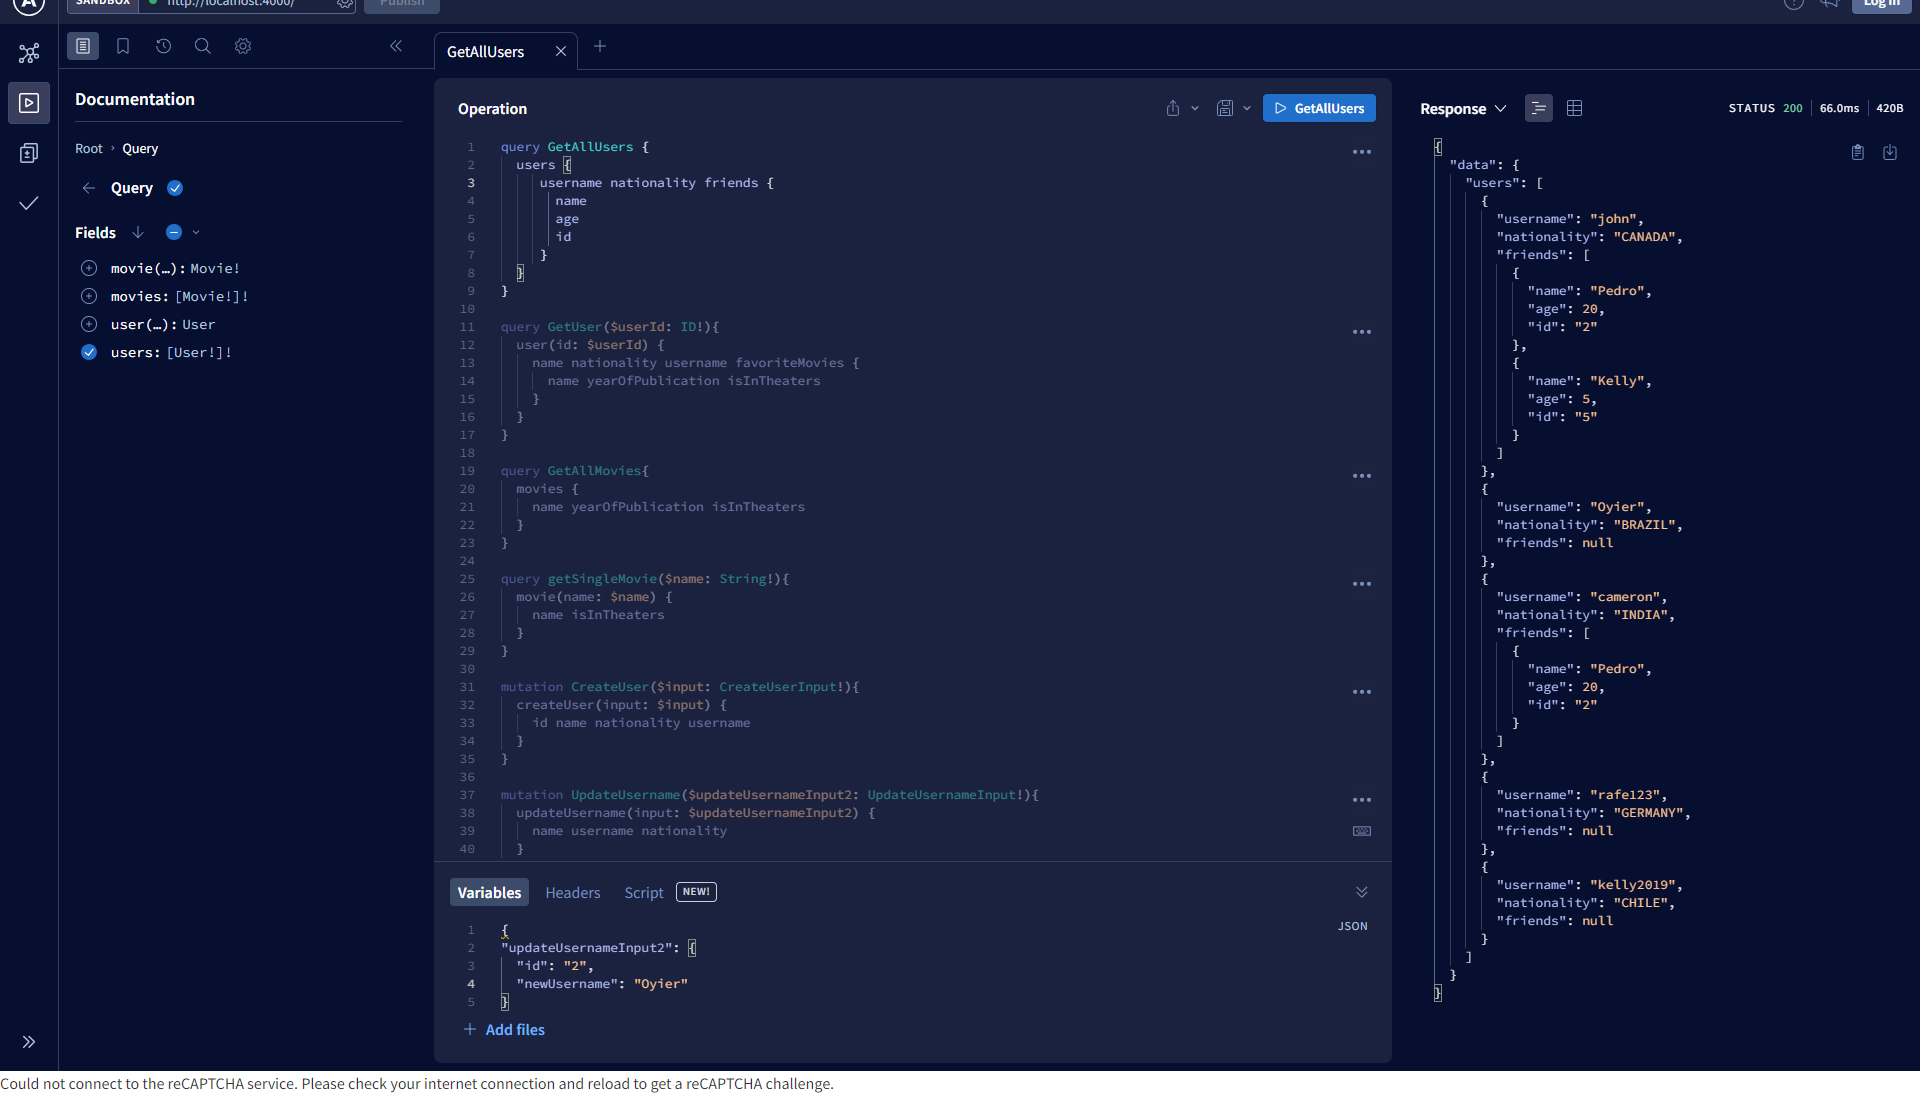 SANDBOX http://localhost:4000/ Publish Log in
GetAllUsers
Documentation
Root › Query
Query
Fields
movie(…): Movie!
movies: [Movie!]!
user(…): User
users: [User!]!
Operation
GetAllUsers
1 query GetAllUsers {
2 users {
3 username nationality friends {
4 name
5 age
6 id
7 }
8 }
9 }
10
11 query GetUser($userId: ID!){
12 user(id: $userId) {
13 name nationality username favoriteMovies {
14 name yearOfPublication isInTheaters
15 }
16 }
17 }
18
19 query GetAllMovies{
20 movies {
21 name yearOfPublication isInTheaters
22 }
23 }
24
25 query getSingleMovie($name: String!){
26 movie(name: $name) {
27 name isInTheaters
28 }
29 }
30
31 mutation CreateUser($input: CreateUserInput!){
32 createUser(input: $input) {
33 id name nationality username
34 }
35 }
36
37 mutation UpdateUsername($updateUsernameInput2: UpdateUsernameInput!){
38 updateUsername(input: $updateUsernameInput2) {
39 name username nationality
40 }
Variables Headers Script NEW!
JSON
1 {
2 "updateUsernameInput2": {
3 "id": "2",
4 "newUsername": "Oyier"
5 }
+ Add files
Response
STATUS 200 66.0ms 420B
{
"data": {
"users": [
{
"username": "john",
"nationality": "CANADA",
"friends": [
{
"name": "Pedro",
"age": 20,
"id": "2"
},
{
"name": "Kelly",
"age": 5,
"id": "5"
}
]
},
{
"username": "Oyier",
"nationality": "BRAZIL",
"friends": null
},
{
"username": "cameron",
"nationality": "INDIA",
"friends": [
{
"name": "Pedro",
"age": 20,
"id": "2"
}
]
},
{
"username": "rafe123",
"nationality": "GERMANY",
"friends": null
},
{
"username": "kelly2019",
"nationality": "CHILE",
"friends": null
}
]
}
}
Could not connect to the reCAPTCHA service. Please check your internet connection and reload to get a reCAPTCHA challenge.